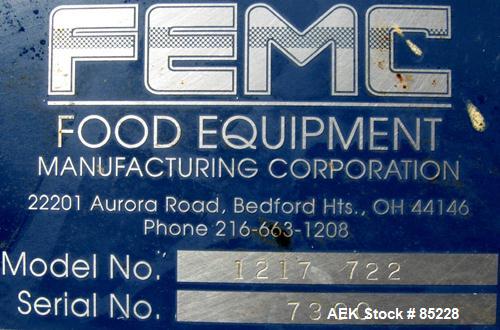 FEMC
FOOD EQUIPMENT
MANUFACTURING CORPORATION
22201 Aurora Road, Bedford Hts., OH 44146
Phone 216-663-1208
Model No. 1217 722
Serial No.
AEK Stock # 85228